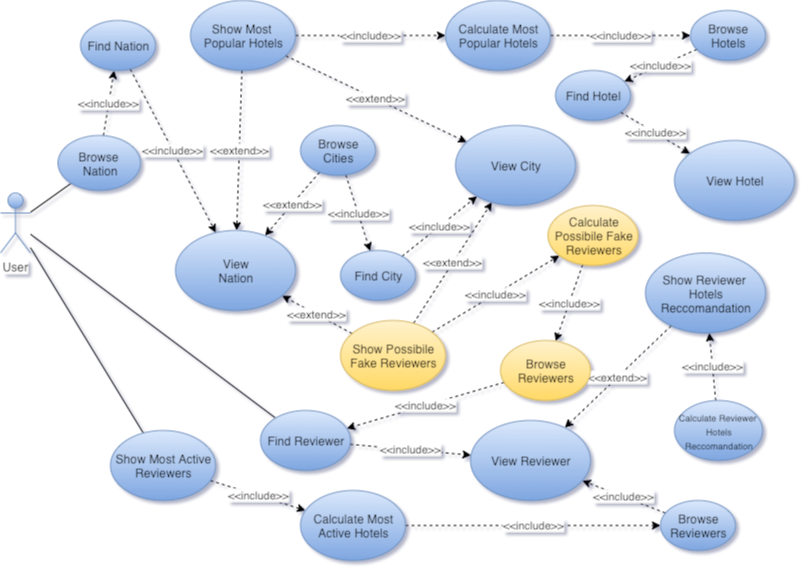 Show Most
Popular Hotels
<<include>>
Calculate Most
Popular Hotels
<<include>>
Browse
Hotels
Find Nation
<<include>>
Find Hotel
<<include>>
<<extend>>
<<include>>
Browse
Nation
<<include>>
<<extend>>
Browse
Cities
View City
View Hotel
<<extend>>
<<include>>
User
View
Nation
Find City
<<include>>
<<extend>>
Calculate
Possibile Fake
Reviewers
<<include>>
<<include>>
Show Reviewer
Hotels
Reccomandation
<<extend>>
Show Possibile
Fake Reviewers
Browse
Reviewers
<<extend>>
<<include>>
<<include>>
Calculate Reviewer
Hotels
Reccomandation
Find Reviewer
<<include>>
View Reviewer
Show Most Active
Reviewers
<<include>>
Calculate Most
Active Hotels
<<include>>
<<include>>
Browse
Reviewers